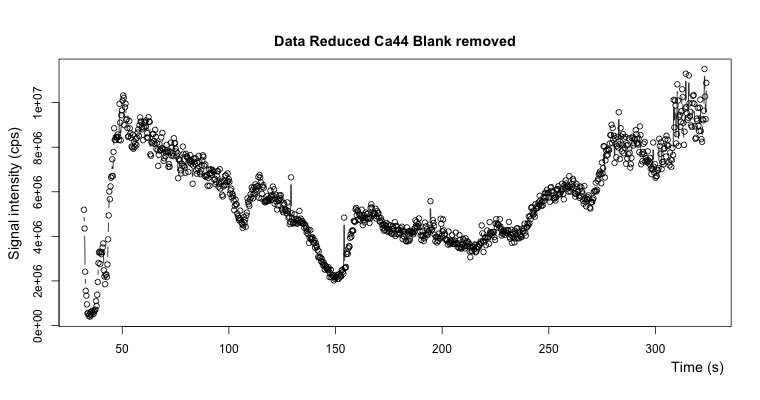 Data Reduced Ca44 Blank removed
Signal intensity (cps)
1e+07
8e+06
6e+06
4e+06
2e+06
0e+00
50 100 150 200 250 300
Time (s)